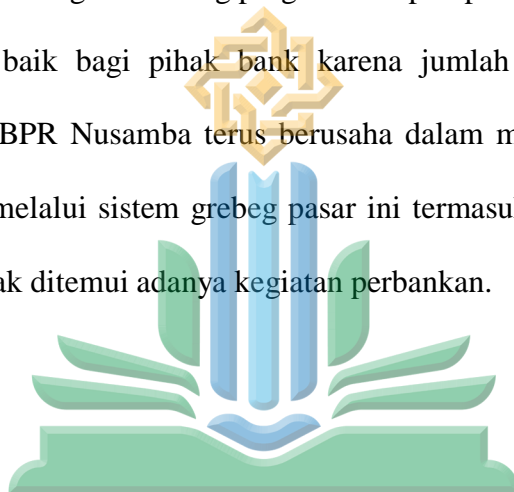 baik bagi pihak bank karena jumlah
BPR Nusamba terus berusaha dalam m
melalui sistem grebeg pasar ini termasu
ak ditemui adanya kegiatan perbankan.